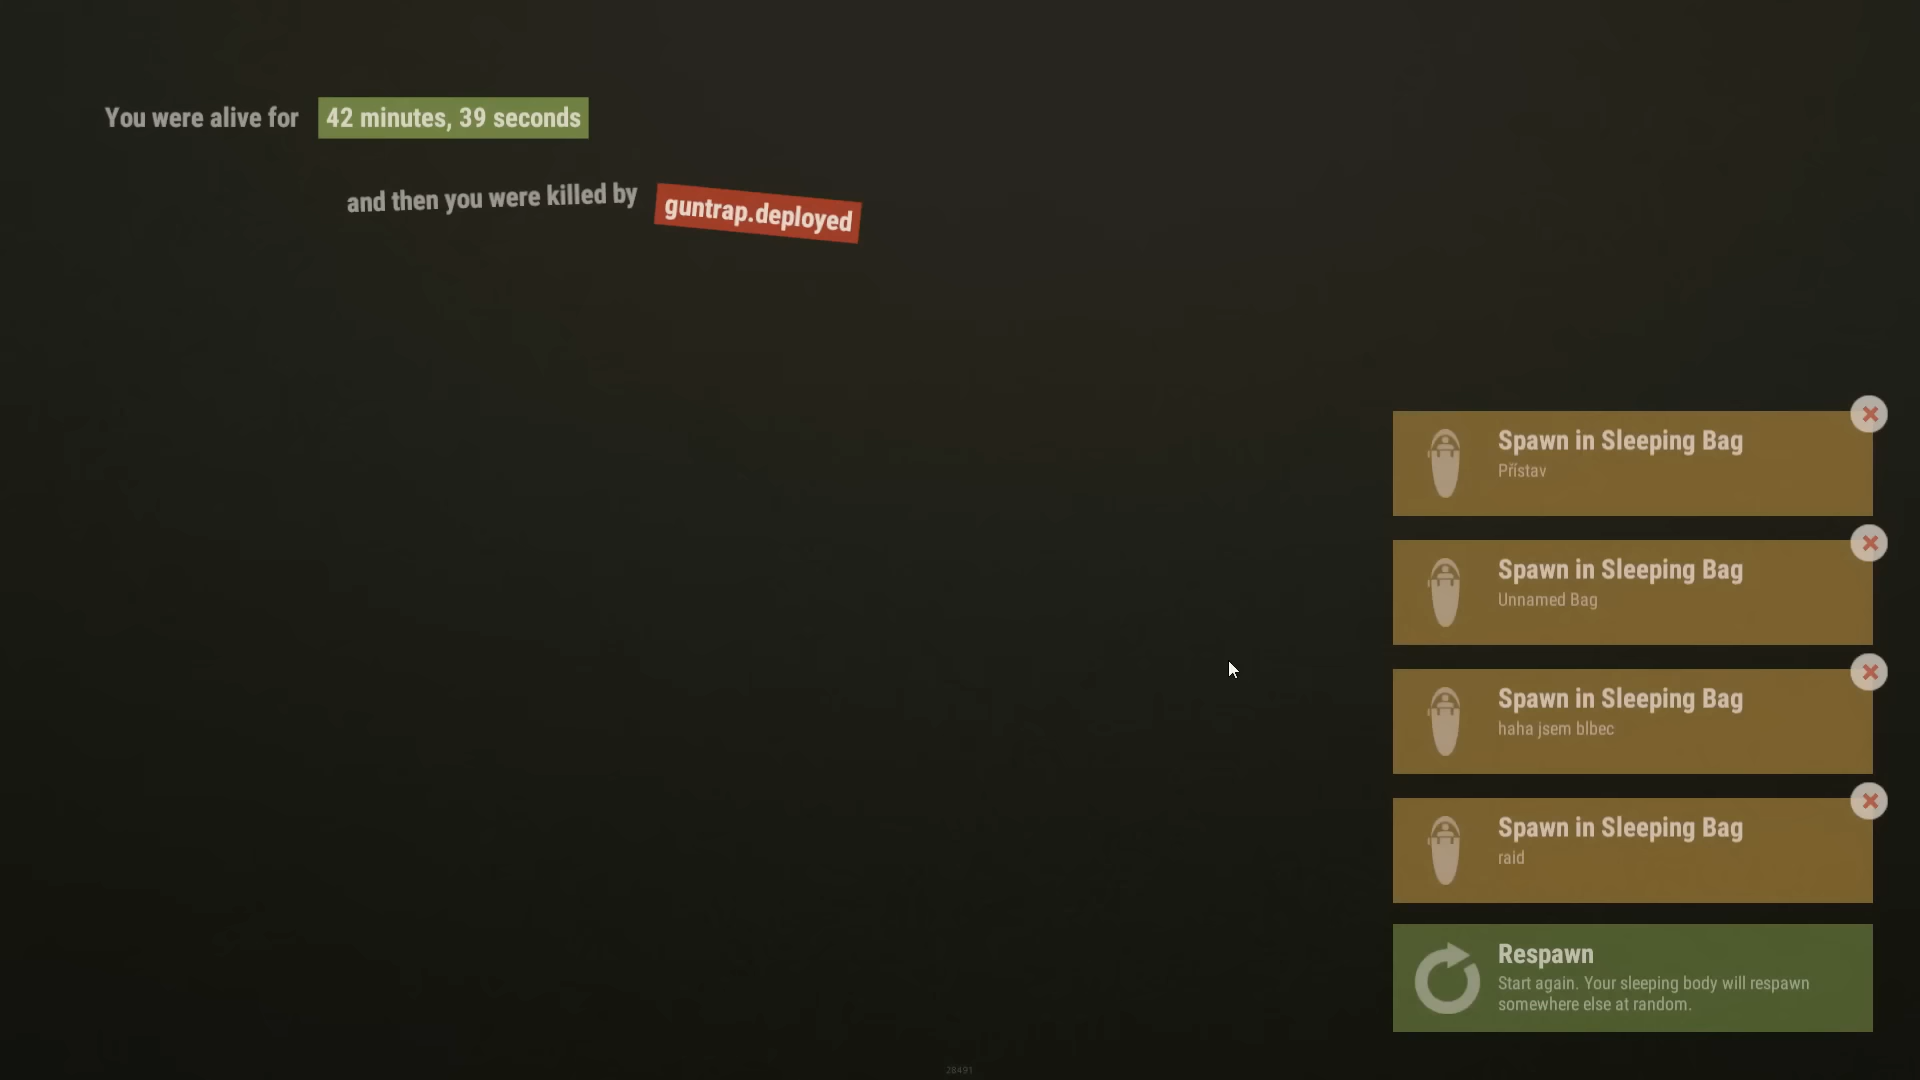 You were alive for 42 minutes, 39 seconds
and then you were killed by guntrap.deployed
Spawn in Sleeping Bag
Přístav
Spawn in Sleeping Bag
Unnamed Bag
Spawn in Sleeping Bag
haha jsem blbec
Spawn in Sleeping Bag
raid
Respawn
Start again. Your sleeping body will respawn
somewhere else at random.
28491